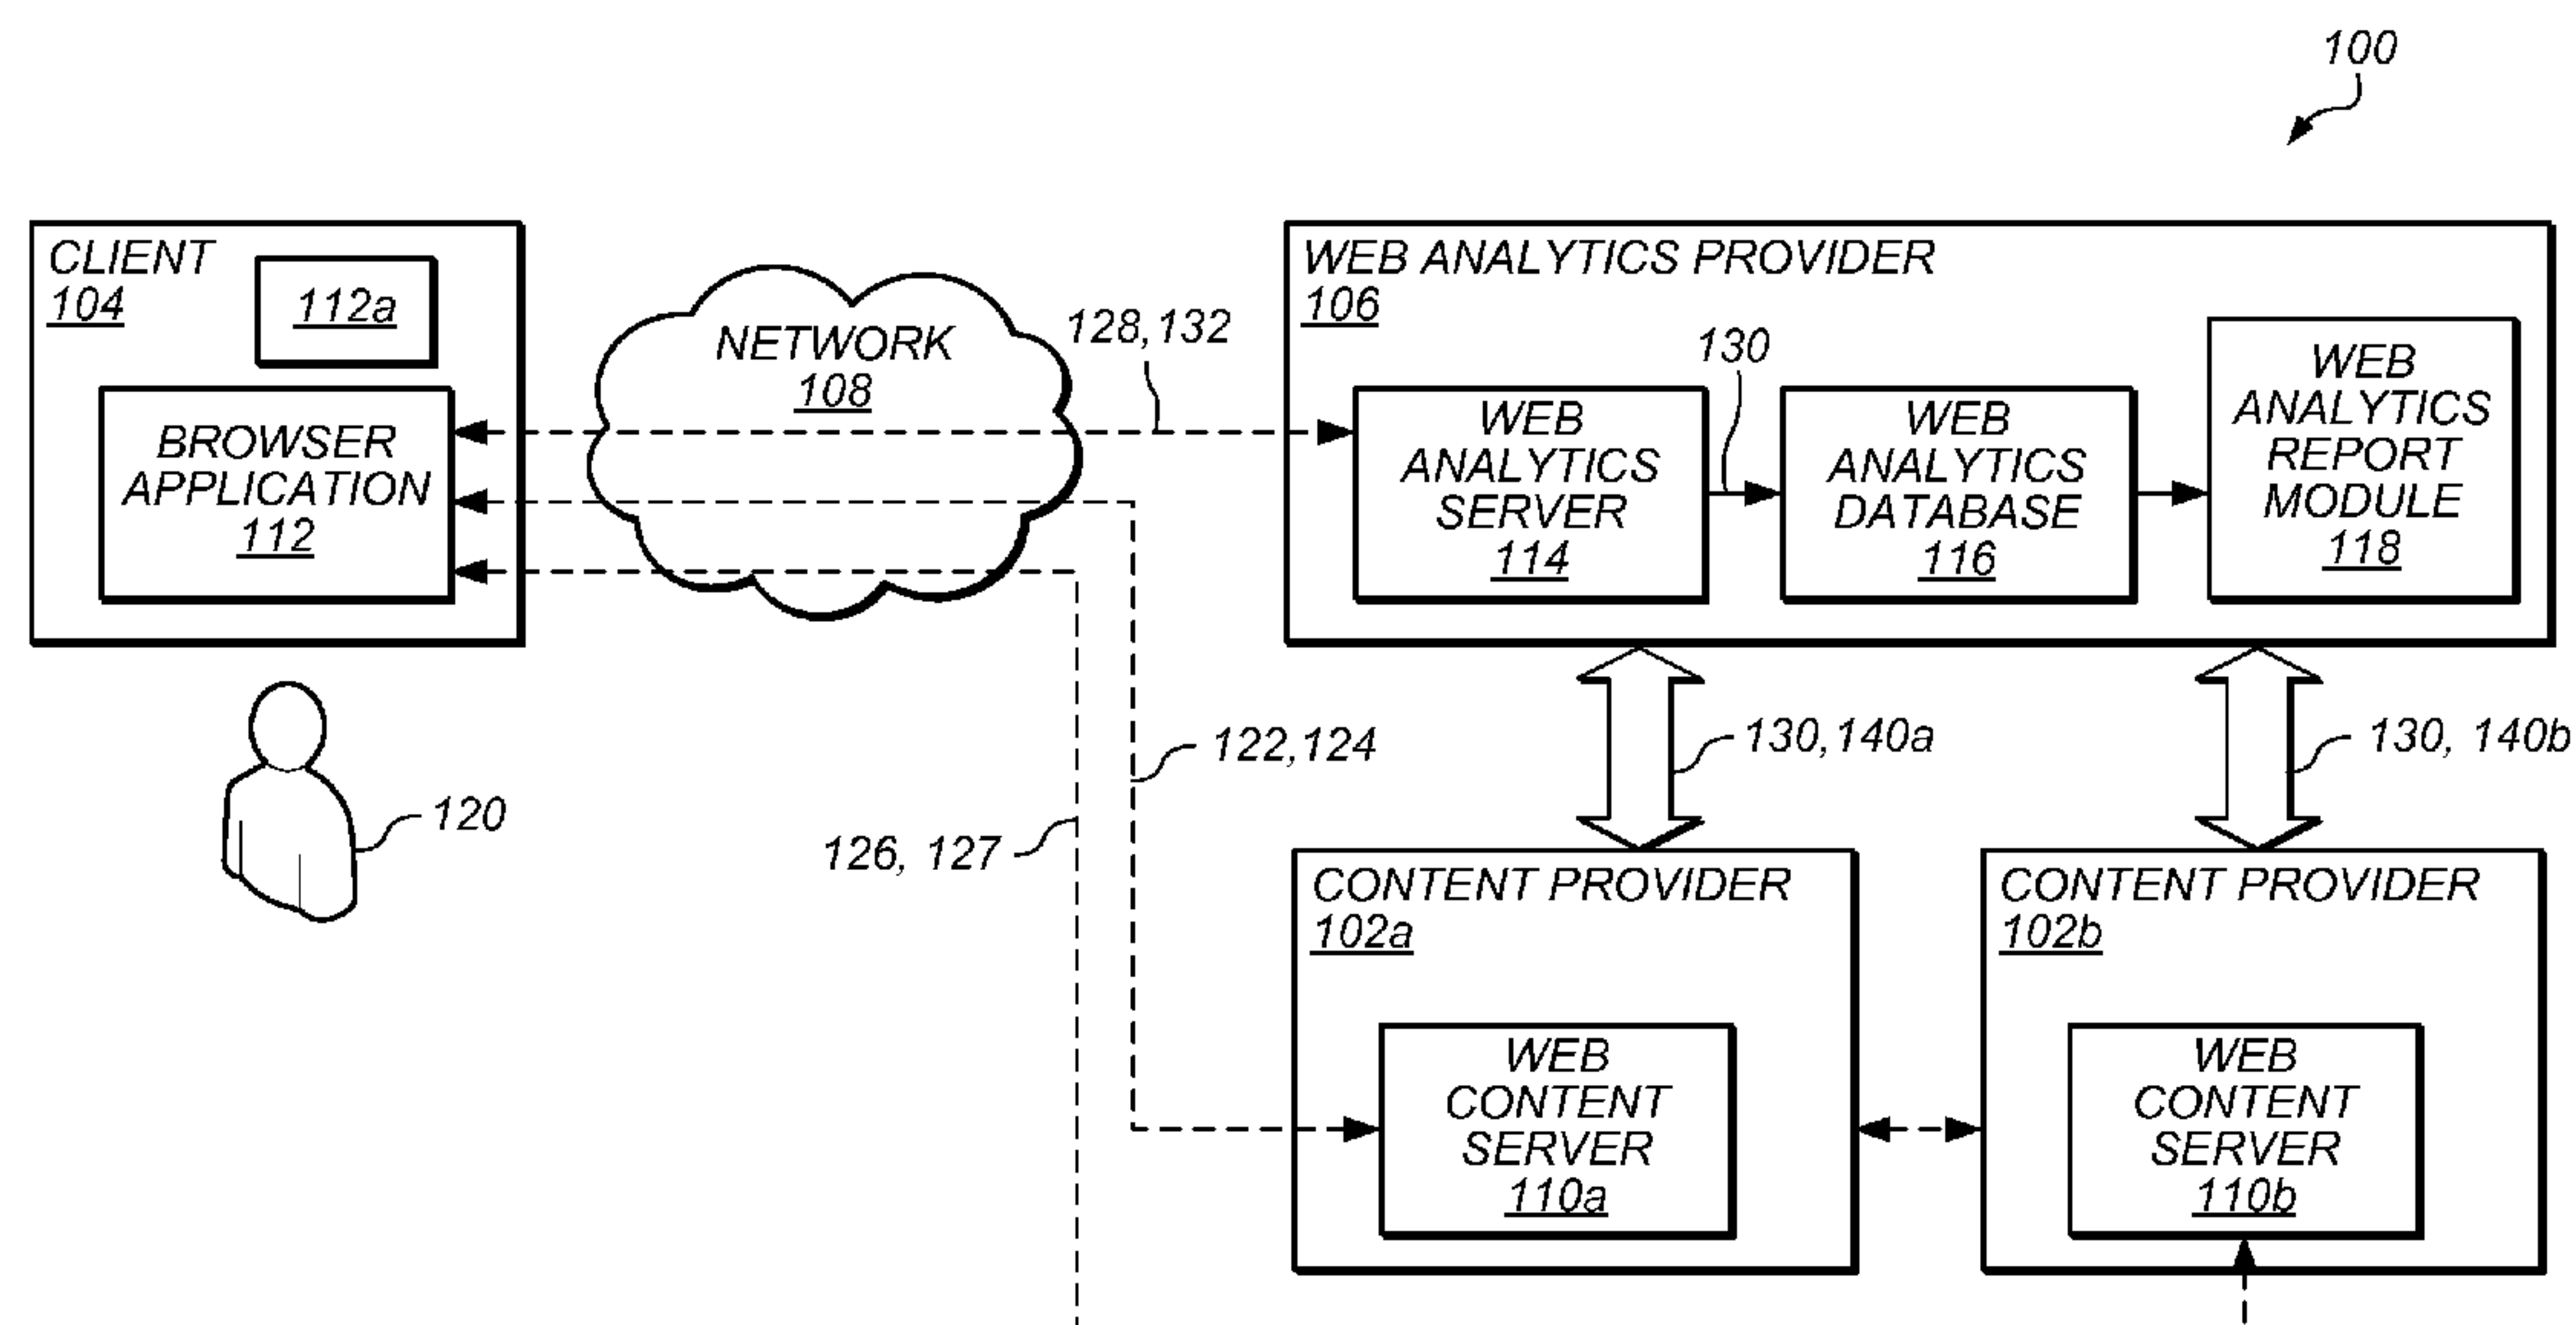 100
CLIENT
104
112a
BROWSER
APPLICATION
112
NETWORK
108
128,132
WEB ANALYTICS PROVIDER
106
WEB
ANALYTICS
SERVER
114
130
WEB
ANALYTICS
DATABASE
116
WEB
ANALYTICS
REPORT
MODULE
118
120
122,124
126, 127
130,140a
130, 140b
CONTENT PROVIDER
102a
WEB
CONTENT
SERVER
110a
CONTENT PROVIDER
102b
WEB
CONTENT
SERVER
110b